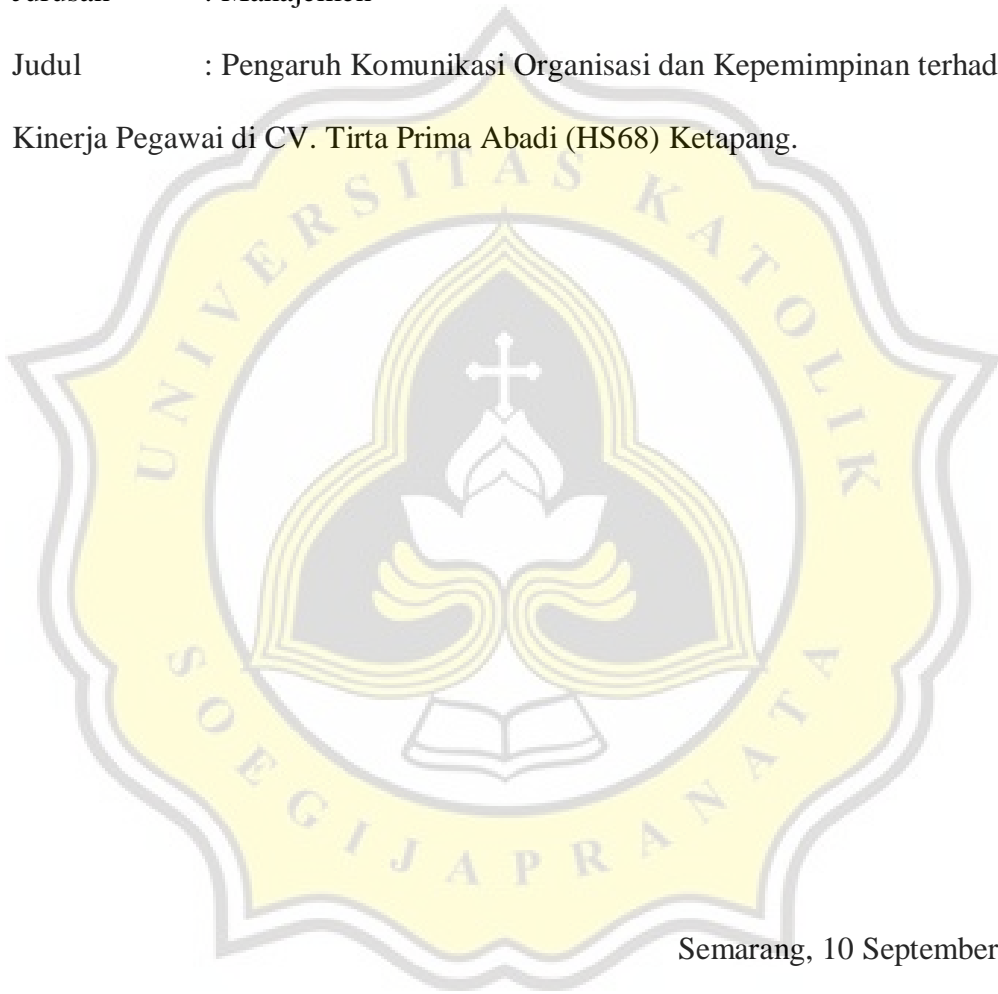 Judul : Pengaruh Komunikasi Organisasi dan Kepemimpinan terhad
Kinerja Pegawai di CV. Tirta Prima Abadi (HS68) Ketapang.
UNIVERSITAS KATOLIK
SOEGIJAPRANATA
Semarang, 10 September